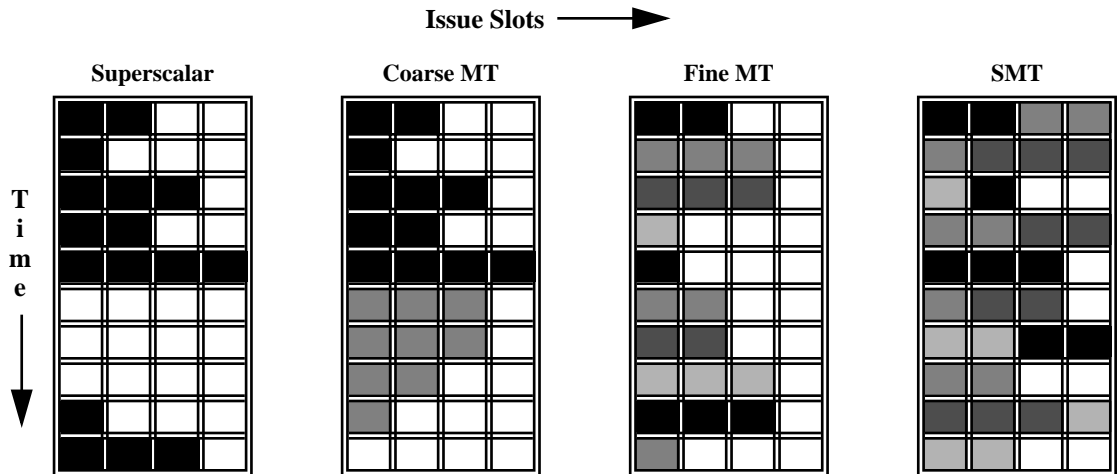 Issue Slots
Superscalar
Coarse MT
Fine MT
SMT
T
i
m
e